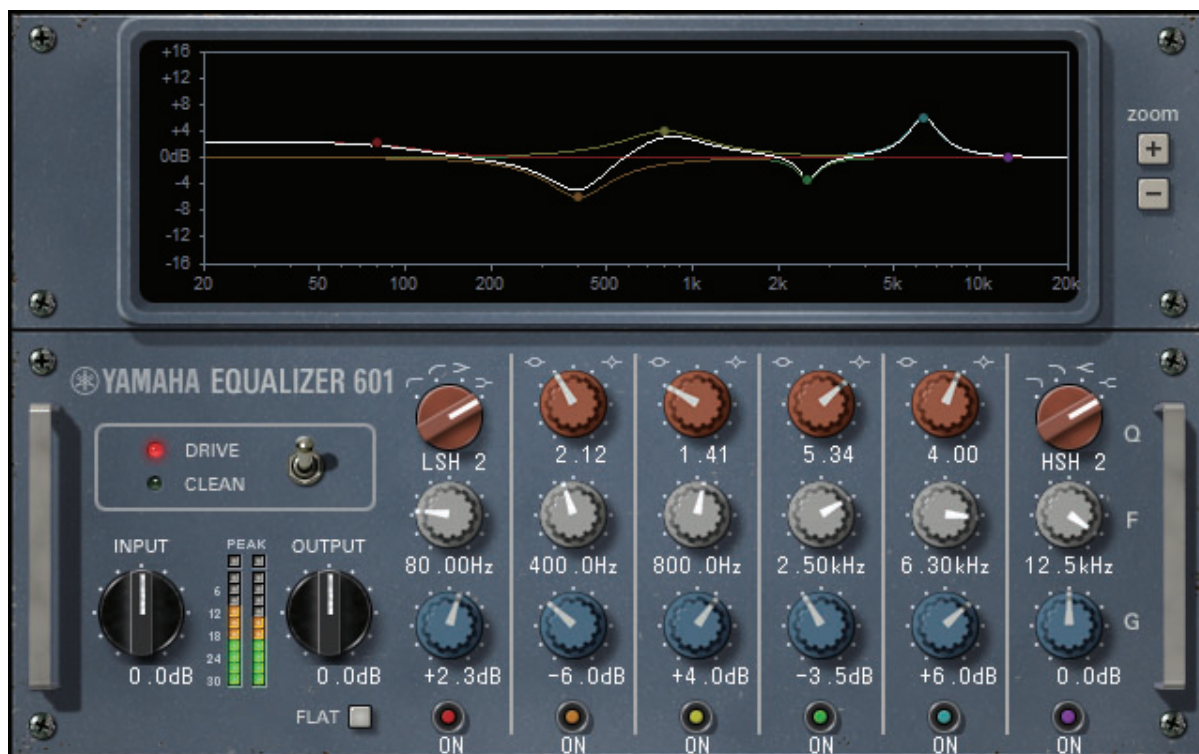 +16
+12
+8
+4
0dB
-4
-8
-12
-16
20 50 100 200 500 1k 2k 5k 10k 20k
zoom
+
−
YAMAHA EQUALIZER 601
DRIVE
CLEAN
LSH 2 2.12 1.41 5.34 4.00 HSH 2 Q
80.00Hz 400.0Hz 800.0Hz 2.50kHz 6.30kHz 12.5kHz F
INPUT PEAK OUTPUT
6
12
18
24
30
G
0.0dB 0.0dB +2.3dB -6.0dB +4.0dB -3.5dB +6.0dB 0.0dB
FLAT
ON ON ON ON ON ON